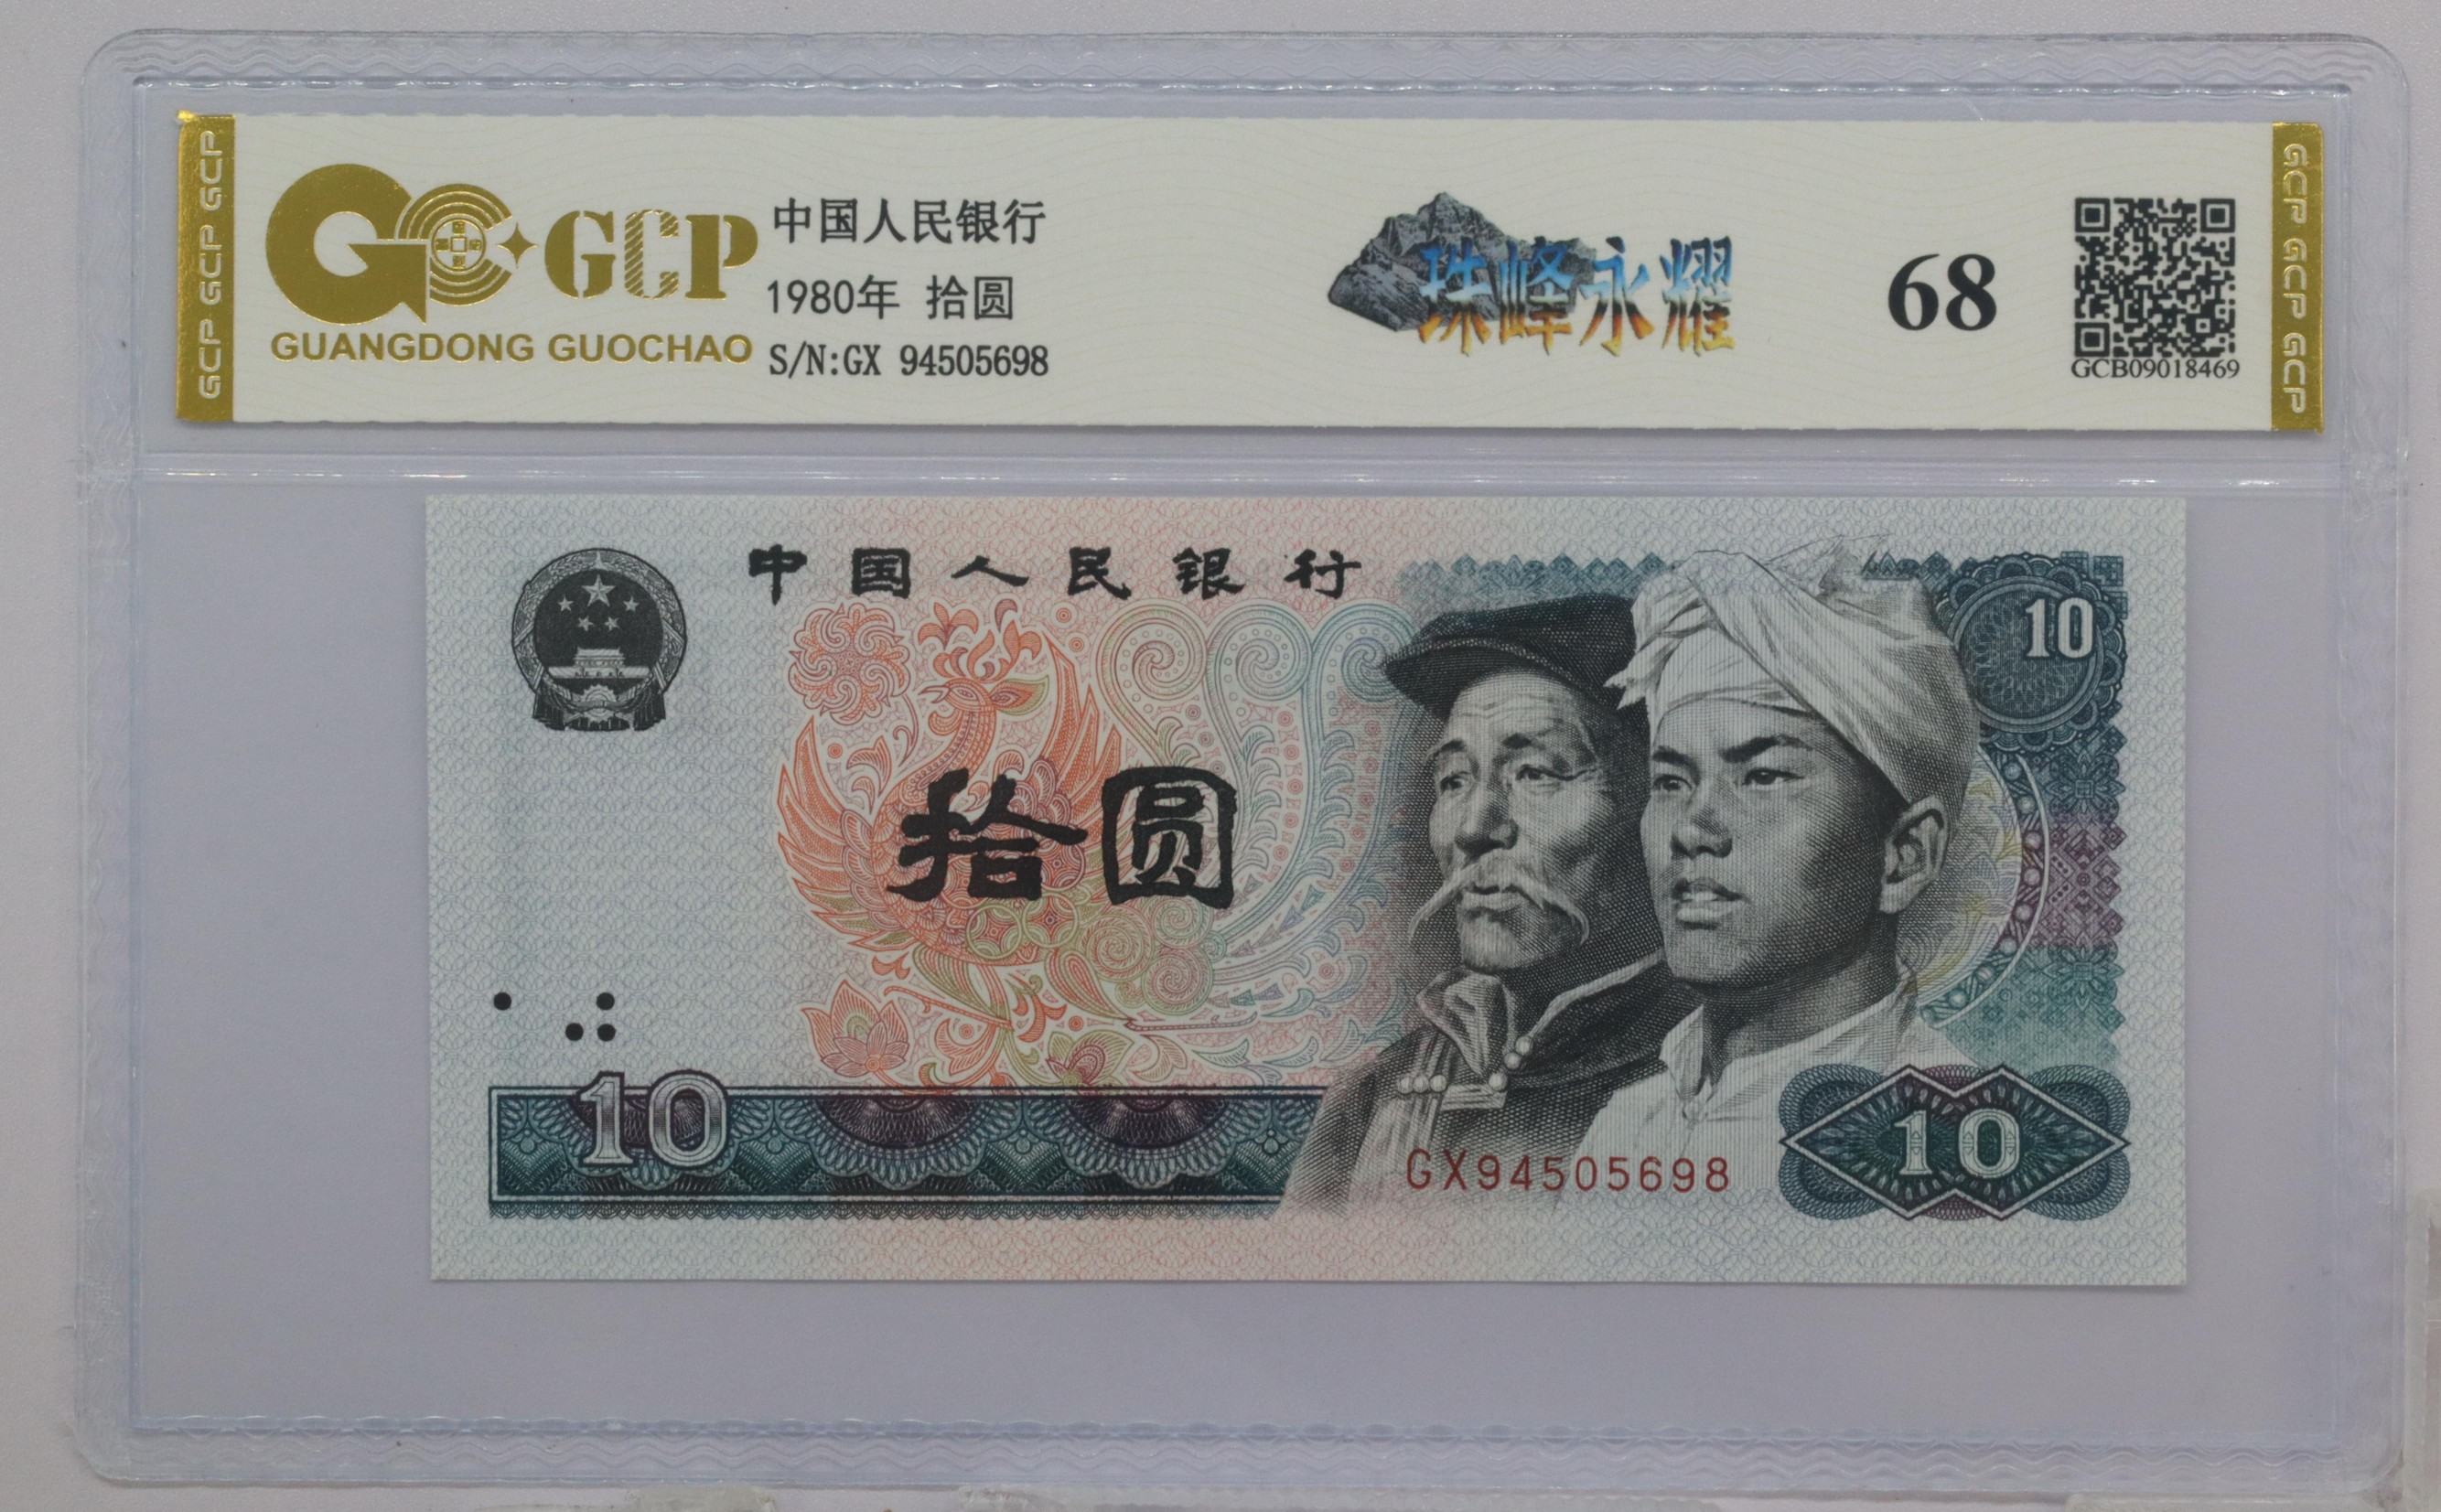 GCP GCP GCP GCP
GCP
GUANGDONG GUOCHAO
中国人民银行
1980年 拾圆
S/N:GX 94505698
珠峰永耀
68
GCB09018469
GCP GCP GCP GCP
中国人民银行
10
拾圆
10
GX94505698
10